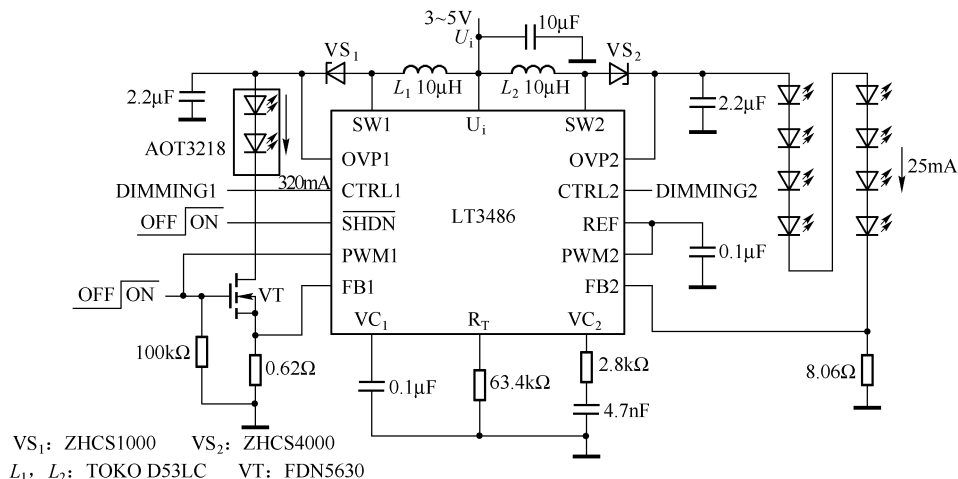 3~5V
Uᵢ
10μF
VS₁
VS₂
L₁ 10μH
L₂ 10μH
2.2μF
2.2μF
SW1
Uᵢ
SW2
AOT3218
OVP1
OVP2
320mA
25mA
DIMMING1
CTRL1
CTRL2
DIMMING2
OFF ON
SHDN
LT3486
REF
PWM1
PWM2
0.1μF
OFF ON
VT
FB1
FB2
VC₁
R_T
VC₂
100kΩ
0.62Ω
0.1μF
63.4kΩ
2.8kΩ
4.7nF
8.06Ω
VS₁：ZHCS1000 VS₂：ZHCS4000
L₁，L₂：TOKO D53LC VT：FDN5630